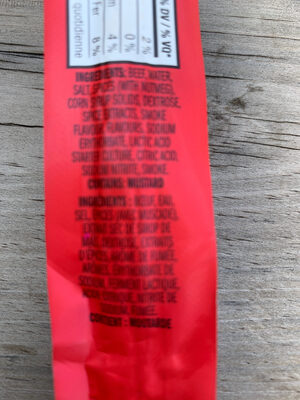 % DV / % VQ*
2 %
0 %
4 %
8 %
quotidienne
INGREDIENTS: BEEF, WATER,
SALT, SPICES (WITH NUTMEG),
CORN SYRUP SOLIDS, DEXTROSE,
SPICE EXTRACTS, SMOKE
FLAVOUR, FLAVOURS, SODIUM
ERYTHORBATE, LACTIC ACID
STARTER CULTURE, CITRIC ACID,
SODIUM NITRITE, SMOKE.
CONTAINS: MUSTARD
INGRÉDIENTS : BŒUF, EAU,
SEL, ÉPICES (AVEC MUSCADE),
EXTRAIT SEC DE SIROP DE
MAÏS, DEXTROSE, EXTRAITS
D'ÉPICES, ARÔME DE FUMÉE,
ARÔMES, ÉRYTHORBATE DE
SODIUM, FERMENT LACTIQUE,
ACIDE CITRIQUE, NITRITE DE
SODIUM, FUMÉE.
CONTIENT : MOUTARDE